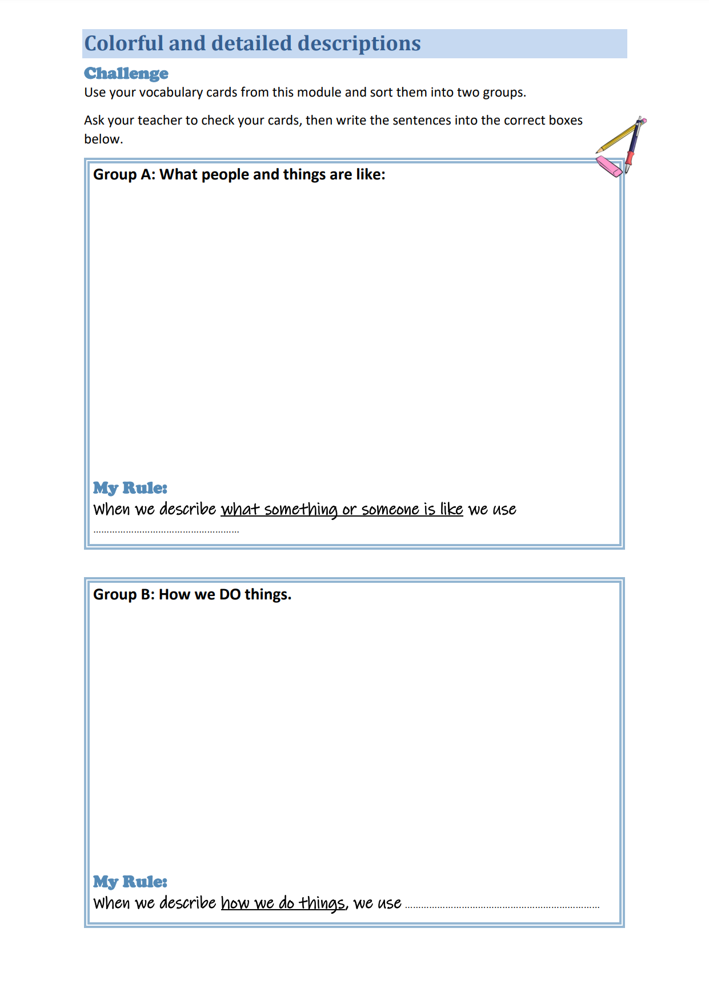 Colorful and detailed descriptions
Challenge
Use your vocabulary cards from this module and sort them into two groups.
Ask your teacher to check your cards, then write the sentences into the correct boxes
below.
Group A: What people and things are like:
My Rule:
When we describe what something or someone is like we use
......................................................
Group B: How we DO things.
My Rule:
When we describe how we do things, we use ........................................................................